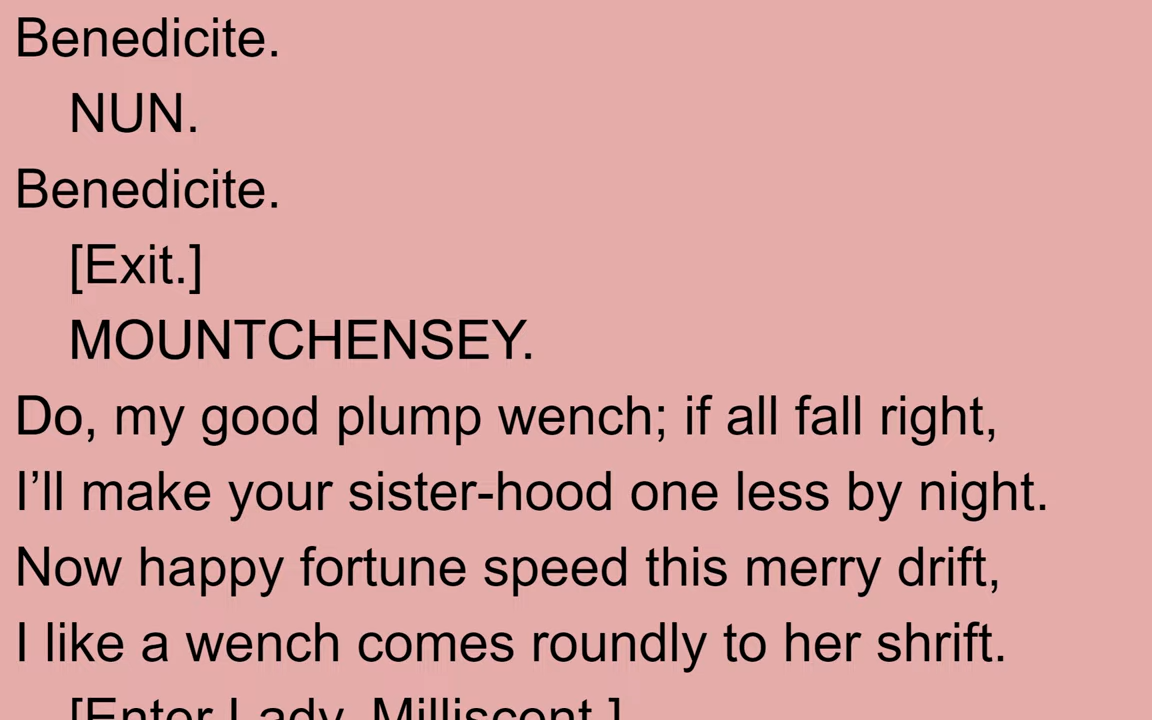 Benedicite.
NUN.
Benedicite.
[Exit.]
MOUNTCHENSEY.
Do, my good plump wench; if all fall right,
I’ll make your sister-hood one less by night.
Now happy fortune speed this merry drift,
I like a wench comes roundly to her shrift.
[Enter Lady, Milliscent.]